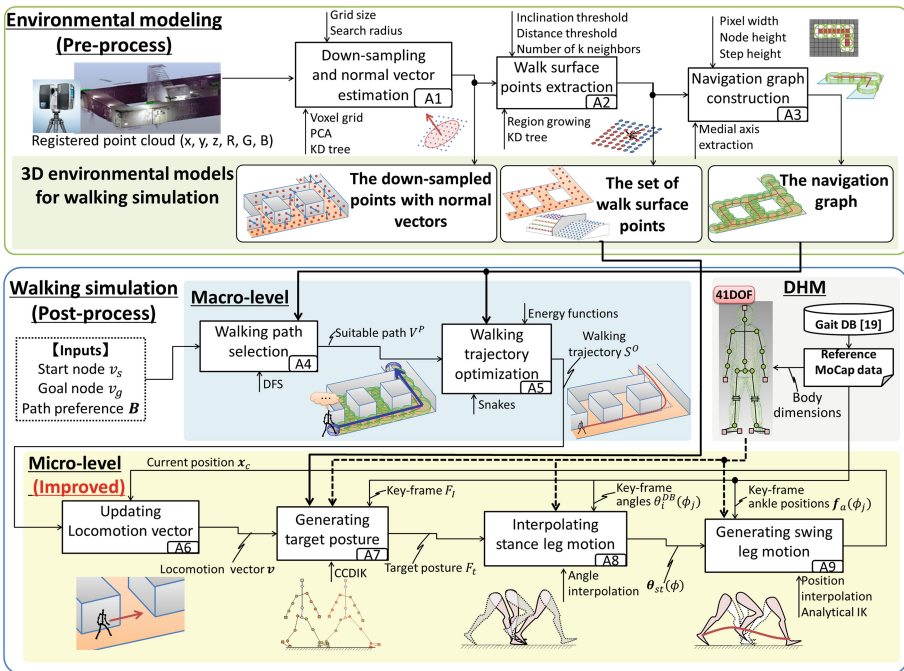 Environmental modeling
(Pre-process)
Grid size
Search radius
Down-sampling
and normal vector
estimation
A1
Voxel grid
PCA
KD tree
Inclination threshold
Distance threshold
Number of k neighbors
Walk surface
points extraction
A2
Region growing
KD tree
Pixel width
Node height
Step height
Navigation graph
construction
A3
Medial axis
extraction
Registered point cloud (x, y, z, R, G, B)
3D environmental models
for walking simulation
The down-sampled
points with normal
vectors
The set of
walk surface
points
The navigation
graph
Walking simulation
(Post-process)
【Inputs】
Start node v_s
Goal node v_g
Path preference B
Macro-level
Walking path
selection
A4
DFS
Suitable path V^P
Energy functions
Walking
trajectory
optimization
A5
Snakes
Walking
trajectory S^O
DHM
41DOF
Gait DB [19]
Reference
MoCap data
Body
dimensions
Micro-level
(Improved)
Current position x_c
Updating
Locomotion vector
A6
Locomotion vector v
Key-frame F_I
Generating
target posture
A7
CCDIK
Target posture F_t
Key-frame
angles θ_i^DB(ϕ_j)
Interpolating
stance leg motion
A8
Angle
interpolation
θ_st(ϕ)
Key-frame
ankle positions f_a(ϕ_j)
Generating swing
leg motion
A9
Position
interpolation
Analytical IK